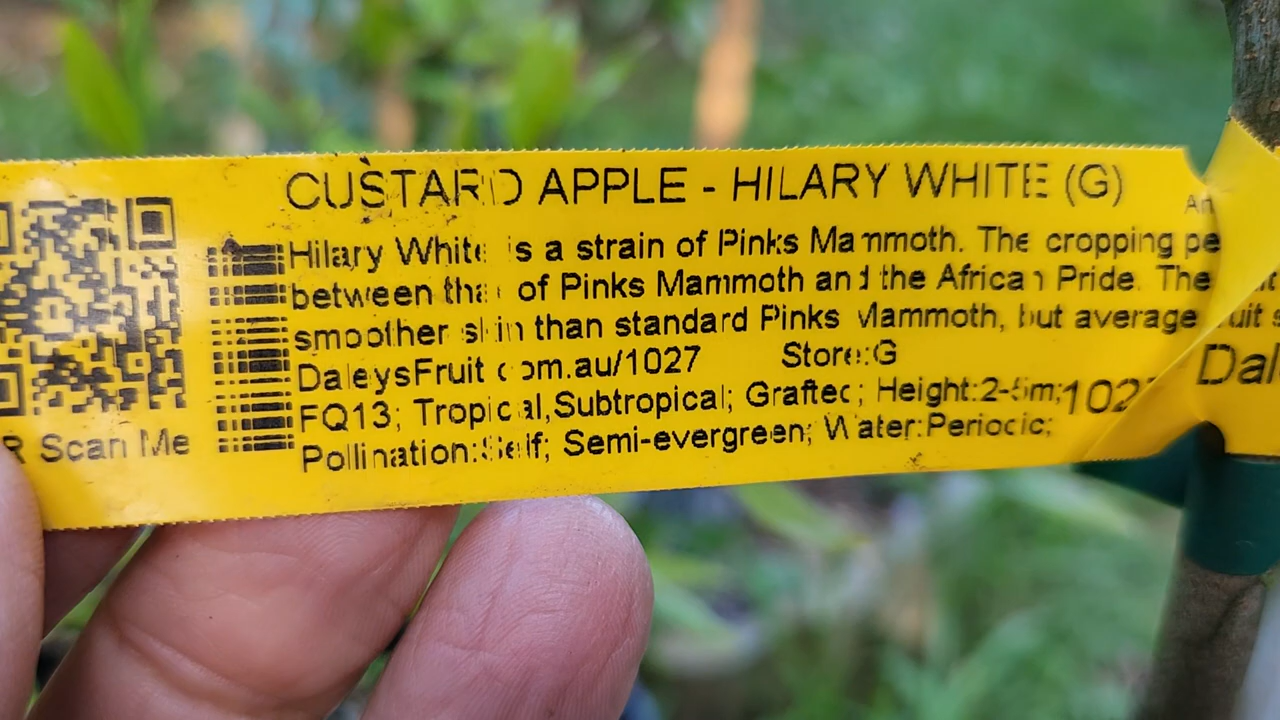 CUSTARD APPLE - HILARY WHITE (G)
Hilary White is a strain of Pinks Mammoth. The cropping pe
between that of Pinks Mammoth and the African Pride. The
smoother skin than standard Pinks Mammoth, but average
DaleysFruit.com.au/1027 Store:G
FQ13; Tropical,Subtropical; Grafted; Height:2-5m;
Pollination:Self; Semi-evergreen; Water:Periodic;
R Scan Me
102
Dal